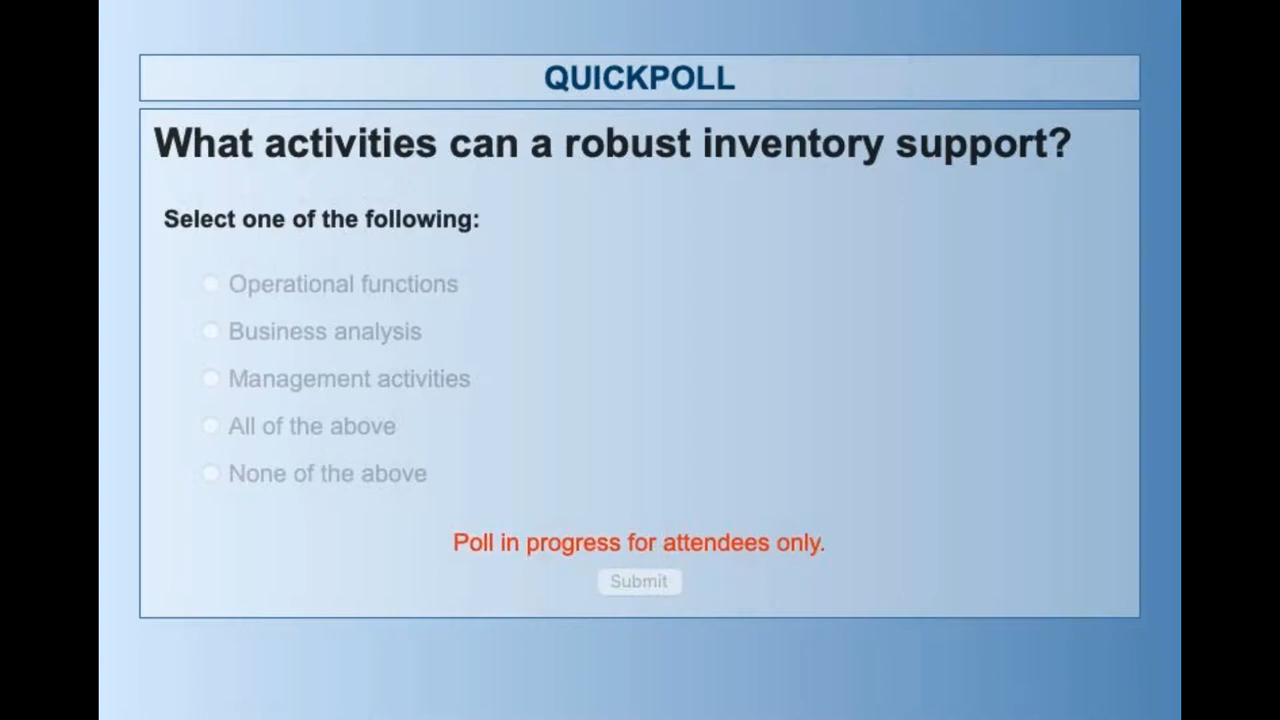 QUICKPOLL
What activities can a robust inventory support?
Select one of the following:
Operational functions
Business analysis
Management activities
All of the above
None of the above
Poll in progress for attendees only.
Submit